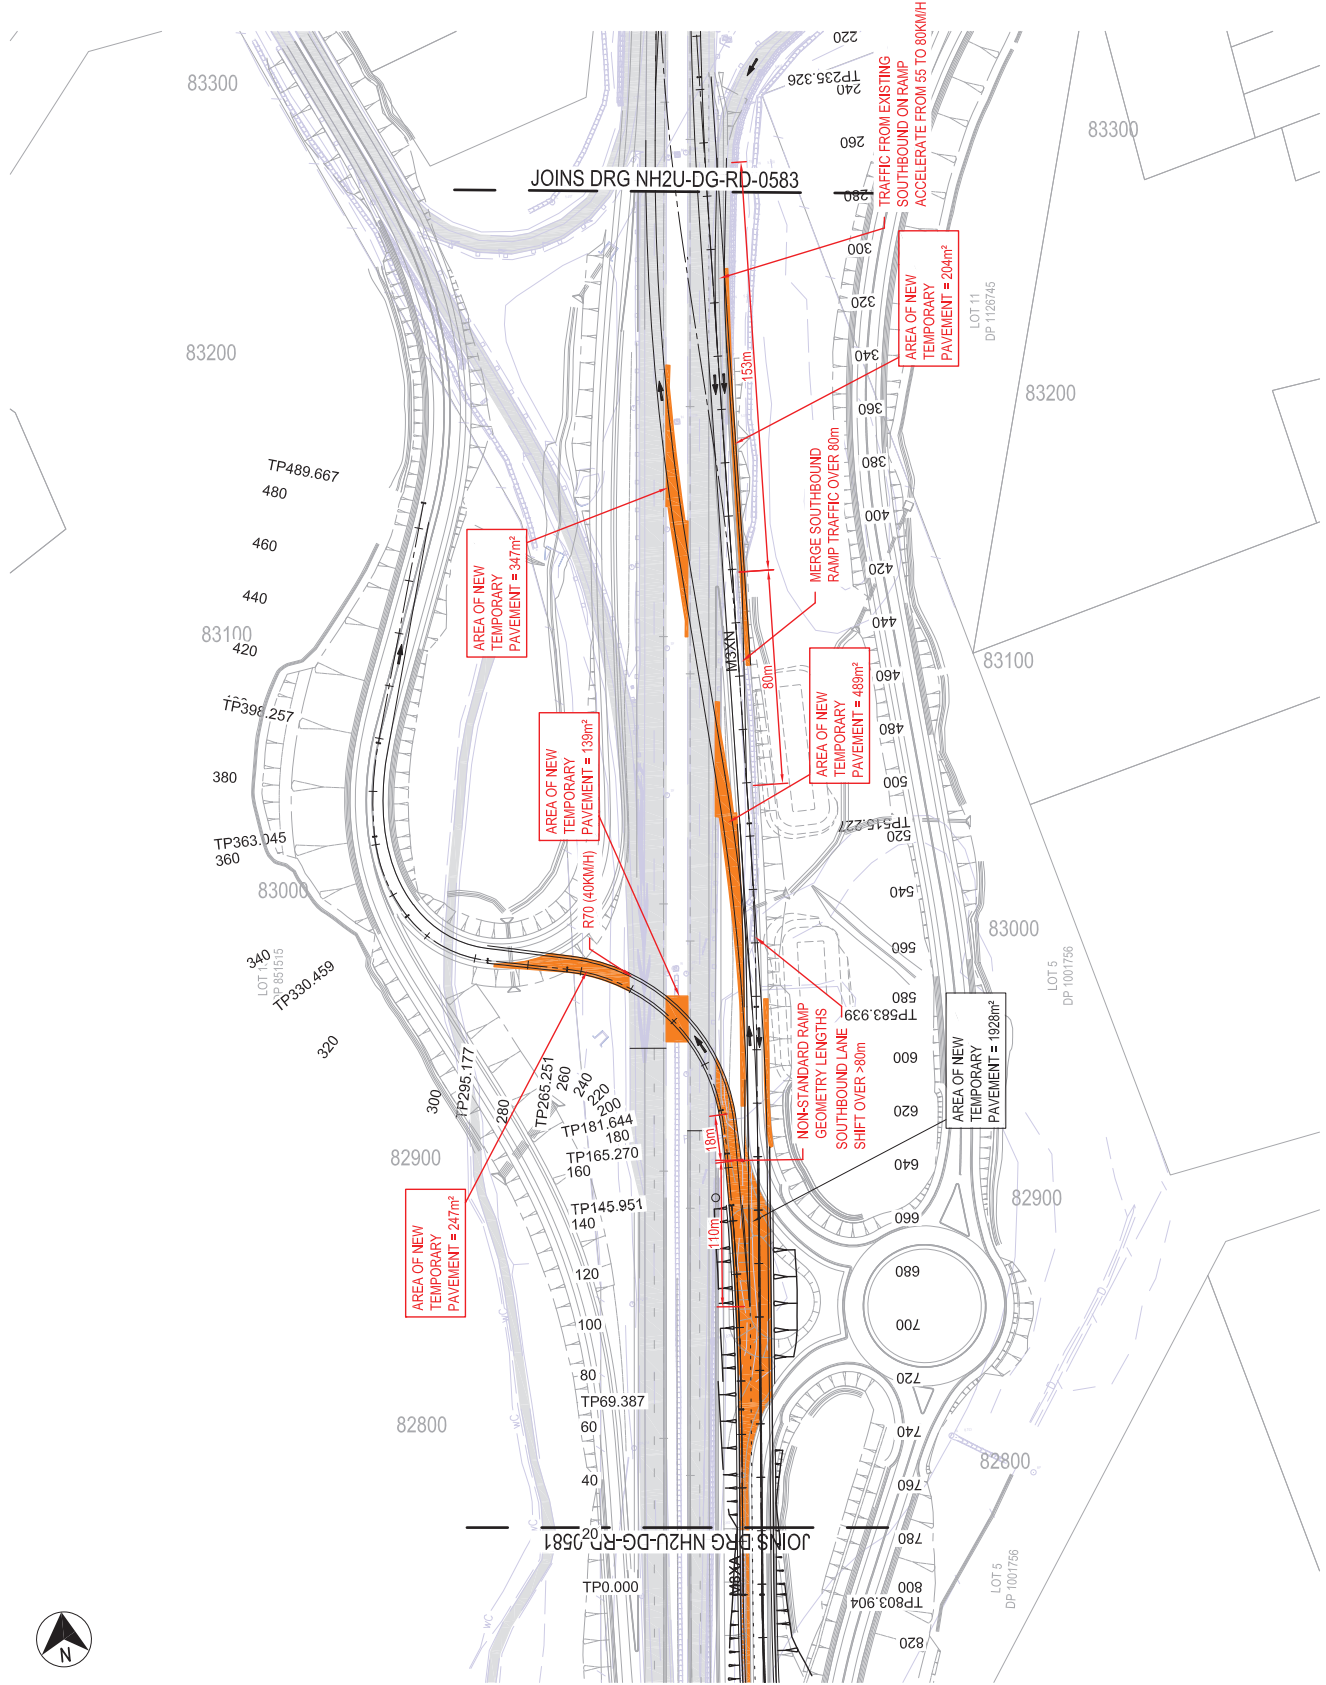 83300
220
TP235.326
240
TRAFFIC FROM EXISTING
SOUTHBOUND ON RAMP
ACCELERATE FROM 55 TO 80KM/H
83300
260
JOINS DRG NH2U-DG-RD-0583
280
300
AREA OF NEW
TEMPORARY
PAVEMENT = 204m²
LOT 11
DP 1126745
320
83200
340
153m
360
83200
MERGE SOUTHBOUND
RAMP TRAFFIC OVER 80m
380
TP489.667
480
400
460
AREA OF NEW
TEMPORARY
PAVEMENT = 347m²
420
440
440
83100
420
M3XN
83100
460
80m
AREA OF NEW
TEMPORARY
PAVEMENT = 489m²
TP398.257
480
AREA OF NEW
TEMPORARY
PAVEMENT = 139m²
380
500
TP515.227
520
TP363.045
360
R70 (40KM/H)
83000
540
83000
560
340
LOT 1
DP 851515
TP330.459
LOT 5
DP 1001756
580
TP583.939
NON-STANDARD RAMP
GEOMETRY LENGTHS
SOUTHBOUND LANE
SHIFT OVER >80m
AREA OF NEW
TEMPORARY
PAVEMENT = 1928m²
320
600
TP295.177
300
280
TP265.251
260
240
220
200
TP181.644
180
620
18m
TP165.270
160
640
82900
82900
TP145.951
140
660
110m
AREA OF NEW
TEMPORARY
PAVEMENT = 247m²
120
680
100
700
80
720
TP69.387
60
82800
740
82800
WC
40
760
WC
20
JOINS DRG NH2U-DG-RD-0581
780
M6XA
TP0.000
800
TP803.904
LOT 5
DP 1001756
WC
820
N